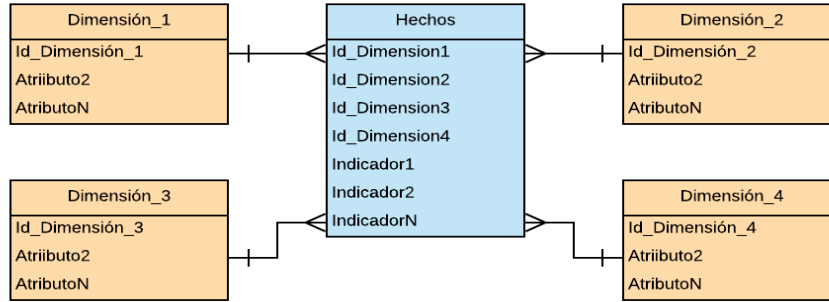 Dimensión_1
Id_Dimensión_1
Atriibuto2
AtributoN
Hechos
Id_Dimension1
Id_Dimension2
Id_Dimension3
Id_Dimension4
Indicador1
Indicador2
IndicadorN
Dimensión_2
Id_Dimensión_2
Atriibuto2
AtributoN
Dimensión_3
Id_Dimensión_3
Atriibuto2
AtributoN
Dimensión_4
Id_Dimensión_4
Atriibuto2
AtributoN